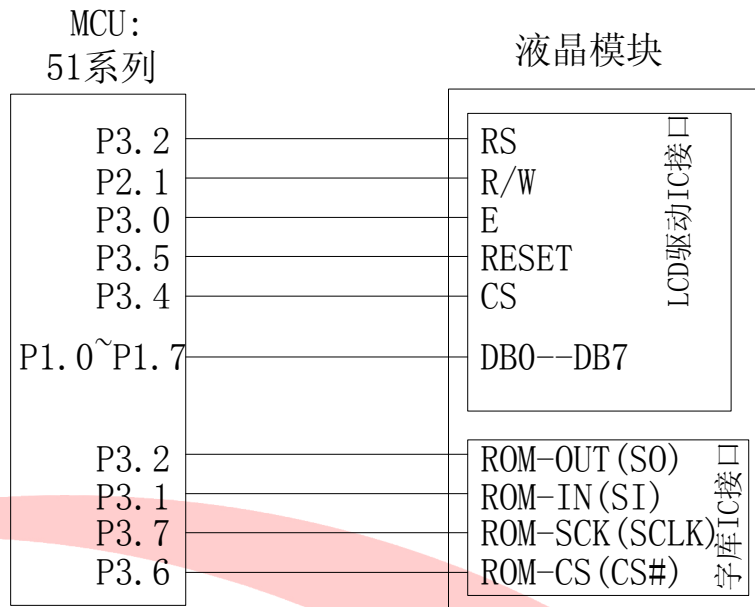 MCU:
51系列
液晶模块
P3.2
RS
P2.1
R/W
P3.0
E
P3.5
RESET
P3.4
CS
P1.0~P1.7
DB0--DB7
LCD驱动IC接口
P3.2
ROM-OUT(SO)
P3.1
ROM-IN(SI)
P3.7
ROM-SCK(SCLK)
P3.6
ROM-CS(CS#)
字库IC接口